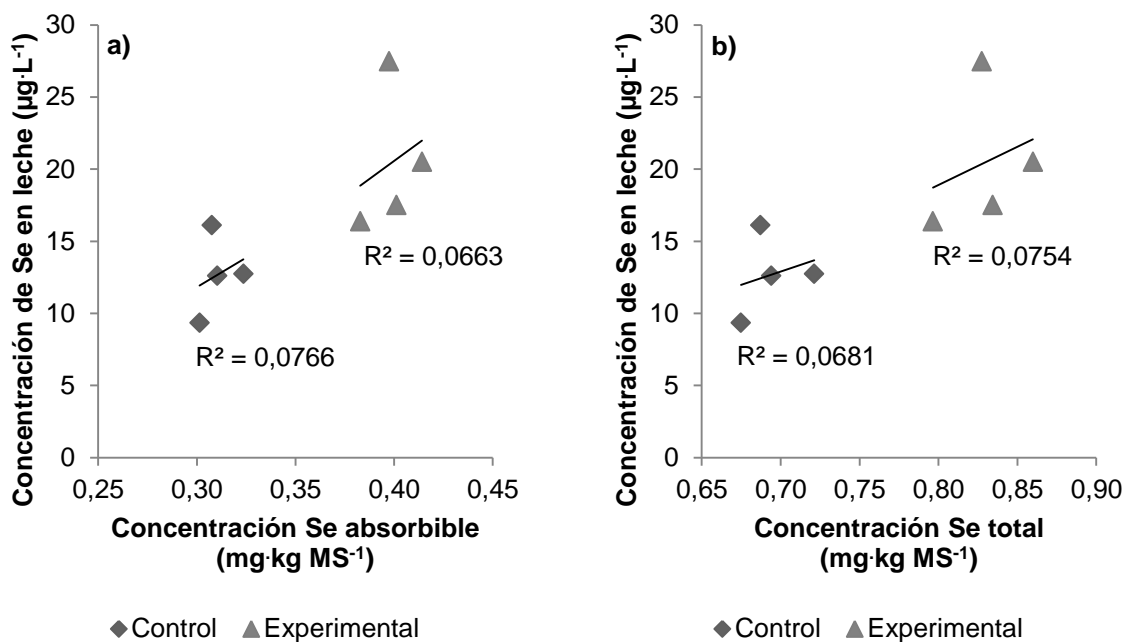 Concentración de Se en leche (µg·L⁻¹)
a)
30
25
20
15
10
5
0
R² = 0,0663
R² = 0,0766
0,25 0,30 0,35 0,40 0,45
Concentración Se absorbible
(mg·kg MS⁻¹)
Control Experimental
Concentración de Se en leche (µg·L⁻¹)
b)
30
25
20
15
10
5
0
R² = 0,0754
R² = 0,0681
0,65 0,70 0,75 0,80 0,85 0,90
Concentración Se total
(mg·kg MS⁻¹)
Control Experimental